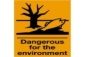 Dangerous
for the
environment